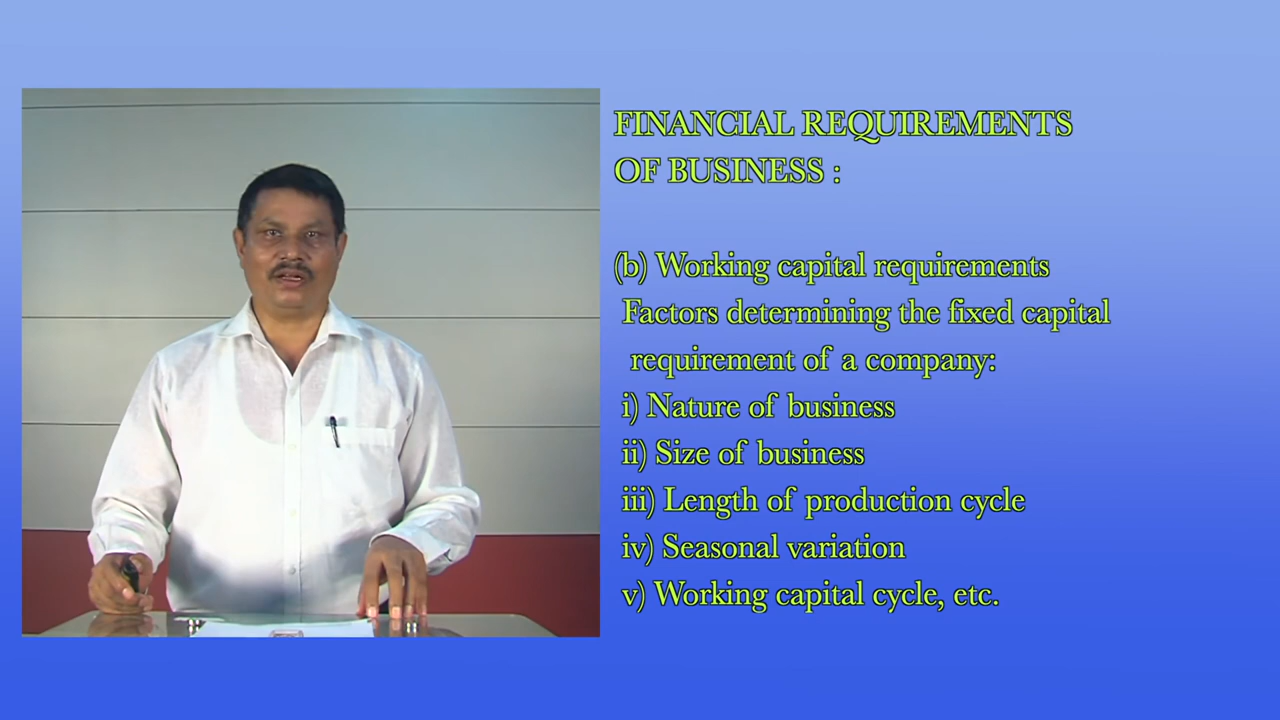 FINANCIAL REQUIREMENTS
OF BUSINESS :
(b) Working capital requirements
Factors determining the fixed capital
requirement of a company:
i) Nature of business
ii) Size of business
iii) Length of production cycle
iv) Seasonal variation
v) Working capital cycle, etc.